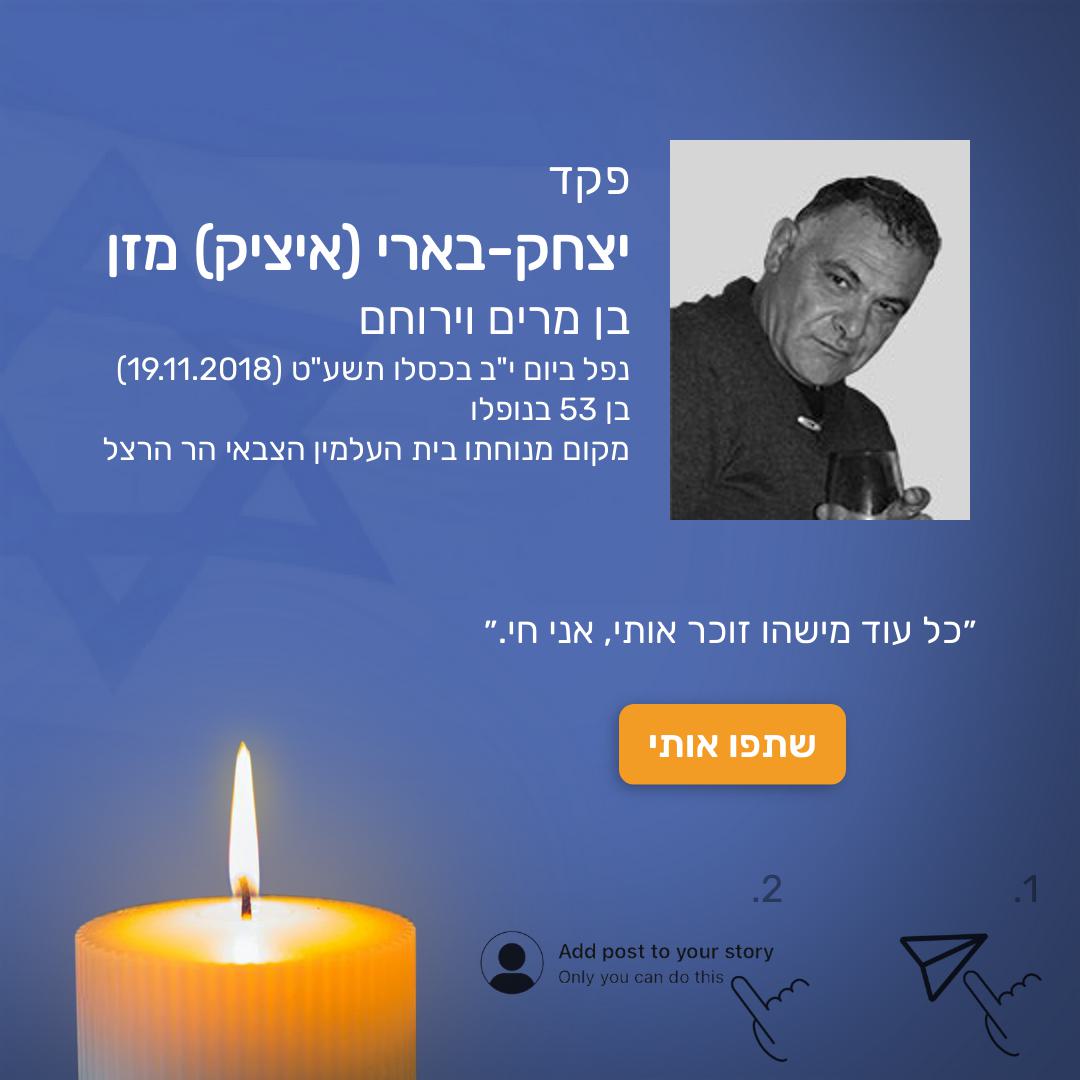 פקד
יצחק-בארי (איציק) מזן
בן מרים וירוחם
נפל ביום י"ב בכסלו תשע"ט (19.11.2018)
בן 53 בנופלו
מקום מנוחתו בית העלמין הצבאי הר הרצל
״כל עוד מישהו זוכר אותי, אני חי.״
שתפו אותי
1.
2.
Add post to your story
Only you can do this